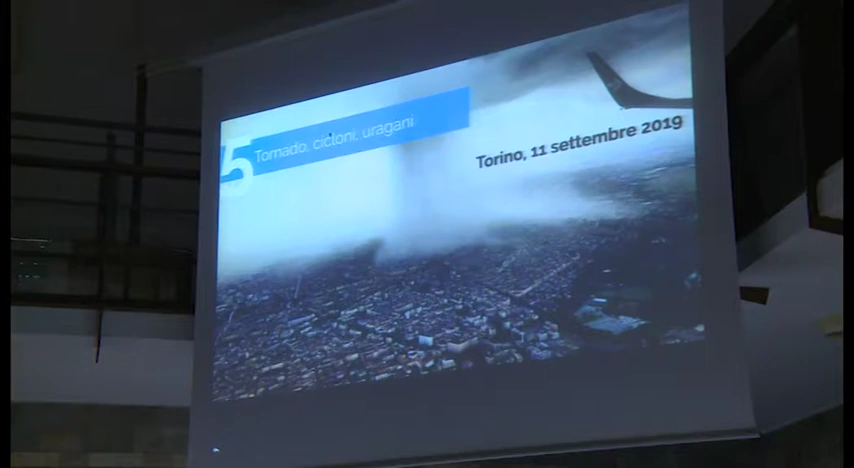 5
Tornado, cicloni, uragani
Torino, 11 settembre 2019